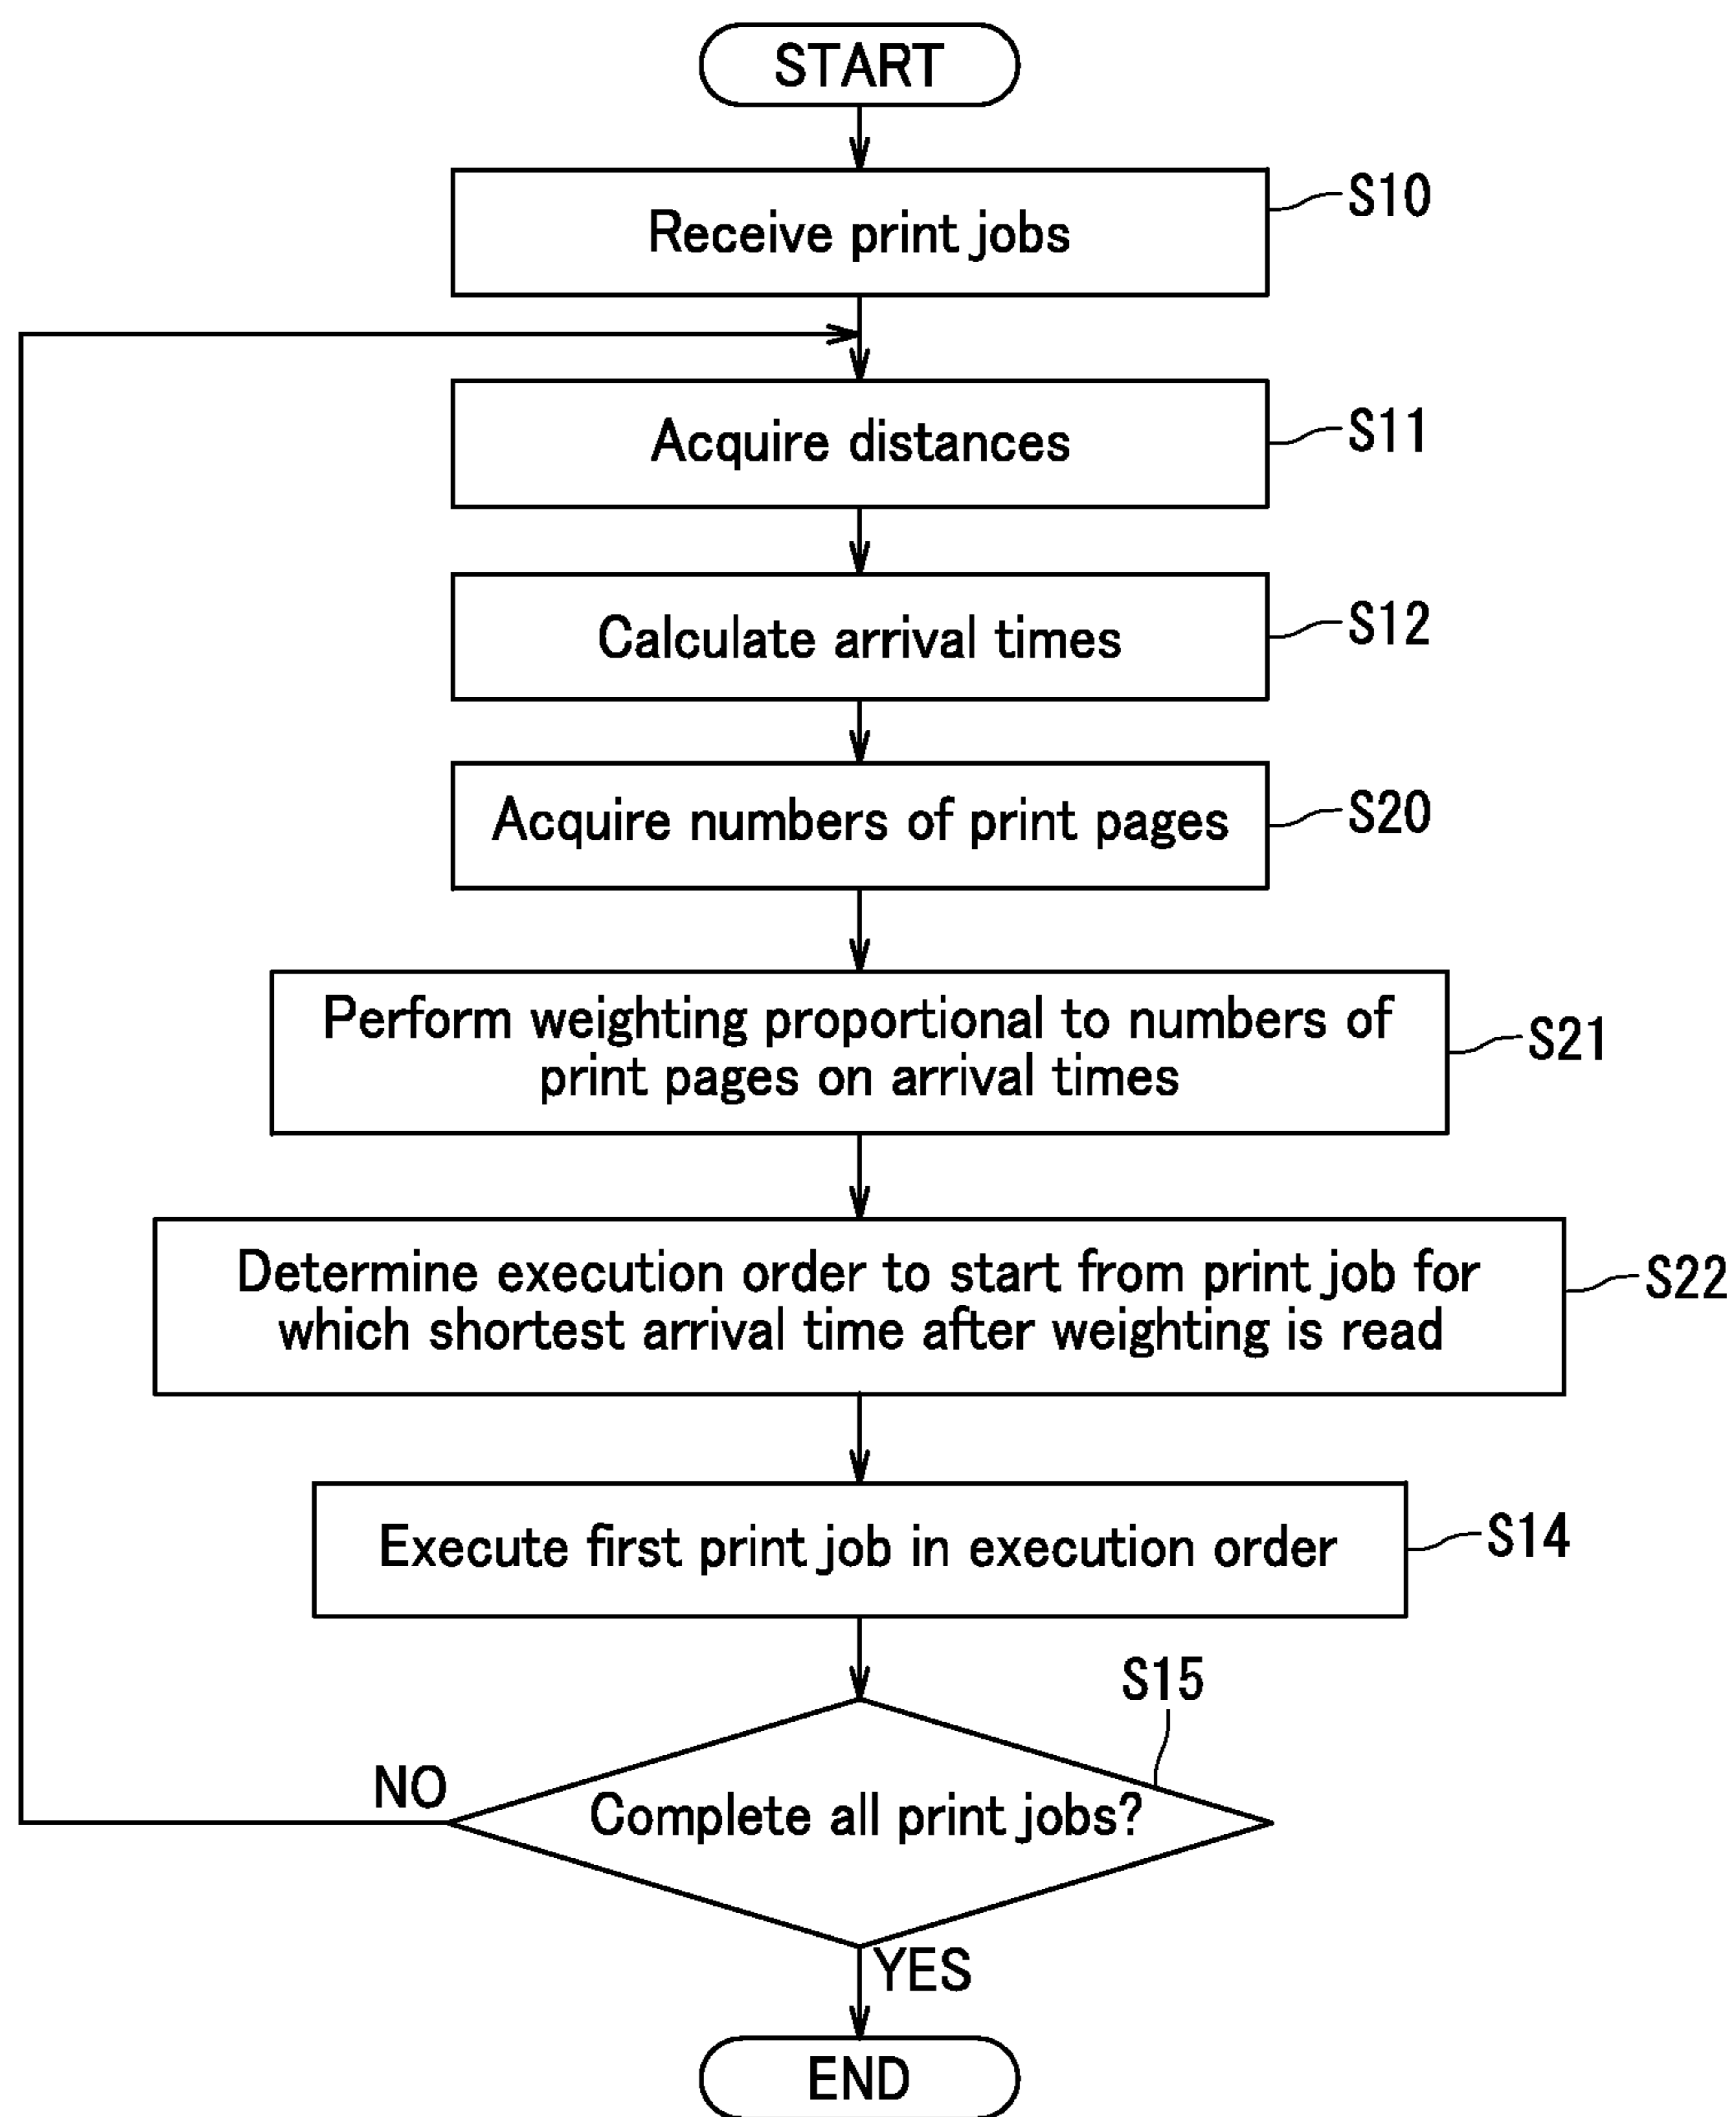 START
Receive print jobs
S10
Acquire distances
S11
Calculate arrival times
S12
Acquire numbers of print pages
S20
Perform weighting proportional to numbers of
print pages on arrival times
S21
Determine execution order to start from print job for
which shortest arrival time after weighting is read
S22
Execute first print job in execution order
S14
S15
NO
Complete all print jobs?
YES
END